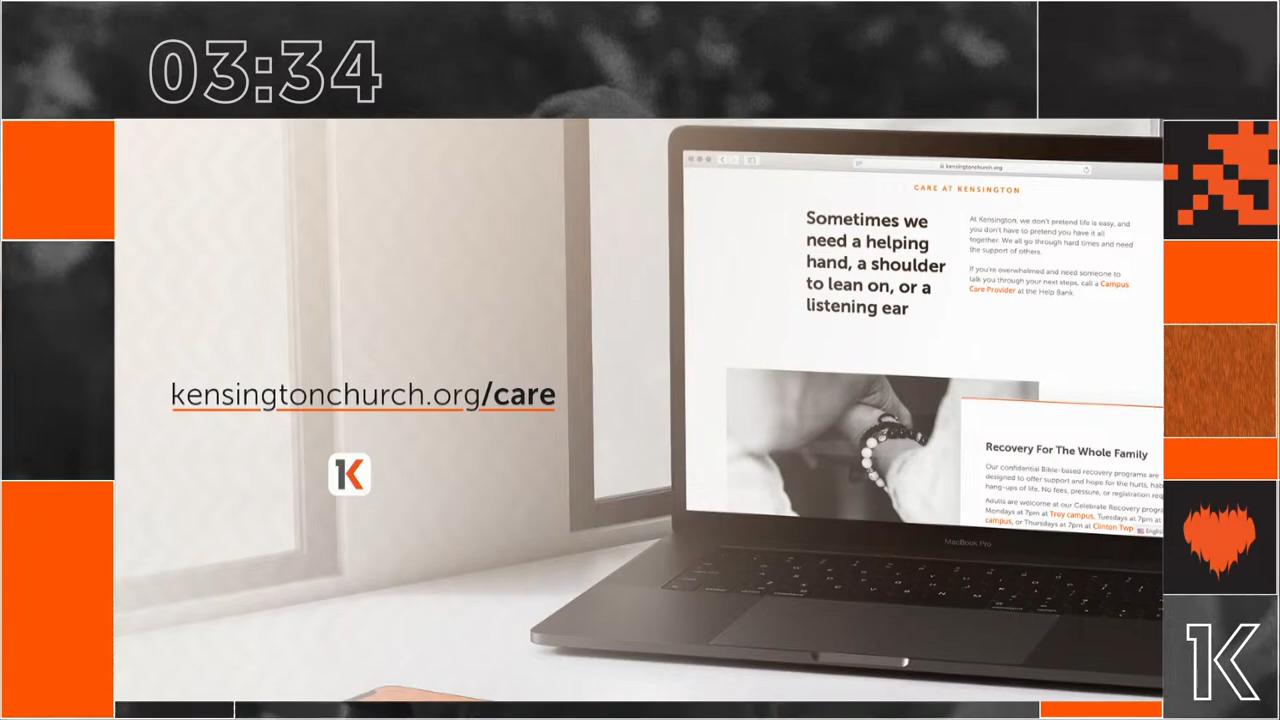 03:34
kensingtonchurch.org
CARE AT KENSINGTON
Sometimes we
need a helping
hand, a shoulder
to lean on, or a
listening ear
At Kensington, we don't pretend life is easy, and
you don't have to pretend you have it all
together. We all go through hard times and need
the support of others.
If you're overwhelmed and need someone to
talk you through your next steps, call a Campus
Care Provider at the Help Bank.
kensingtonchurch.org/care
1K
Recovery For The Whole Family
Our confidential Bible-based recovery programs are
designed to offer support and hope for the hurts,
hang-ups of life. No fees, pressure, or registration
Adults are welcome at our Celebrate Recovery
Mondays at 7pm at Troy campus, Tuesdays at 7pm at
campus, or Thursdays at 7pm at Clinton Twp
MacBook Pro
1K